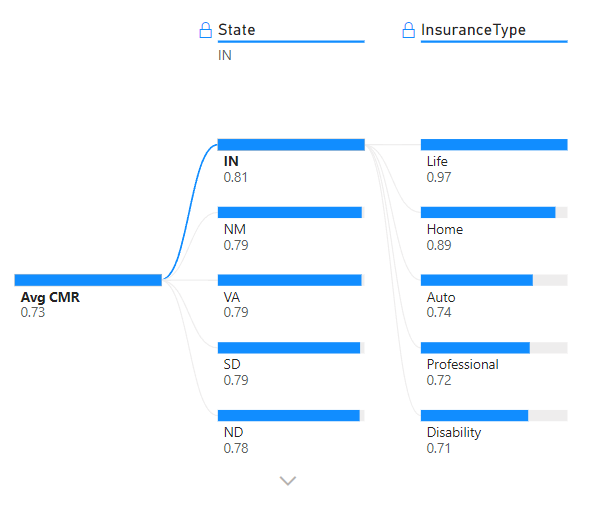 State
InsuranceType
IN
IN
0.81
Life
0.97
NM
0.79
Home
0.89
Avg CMR
0.73
VA
0.79
Auto
0.74
SD
0.79
Professional
0.72
ND
0.78
Disability
0.71